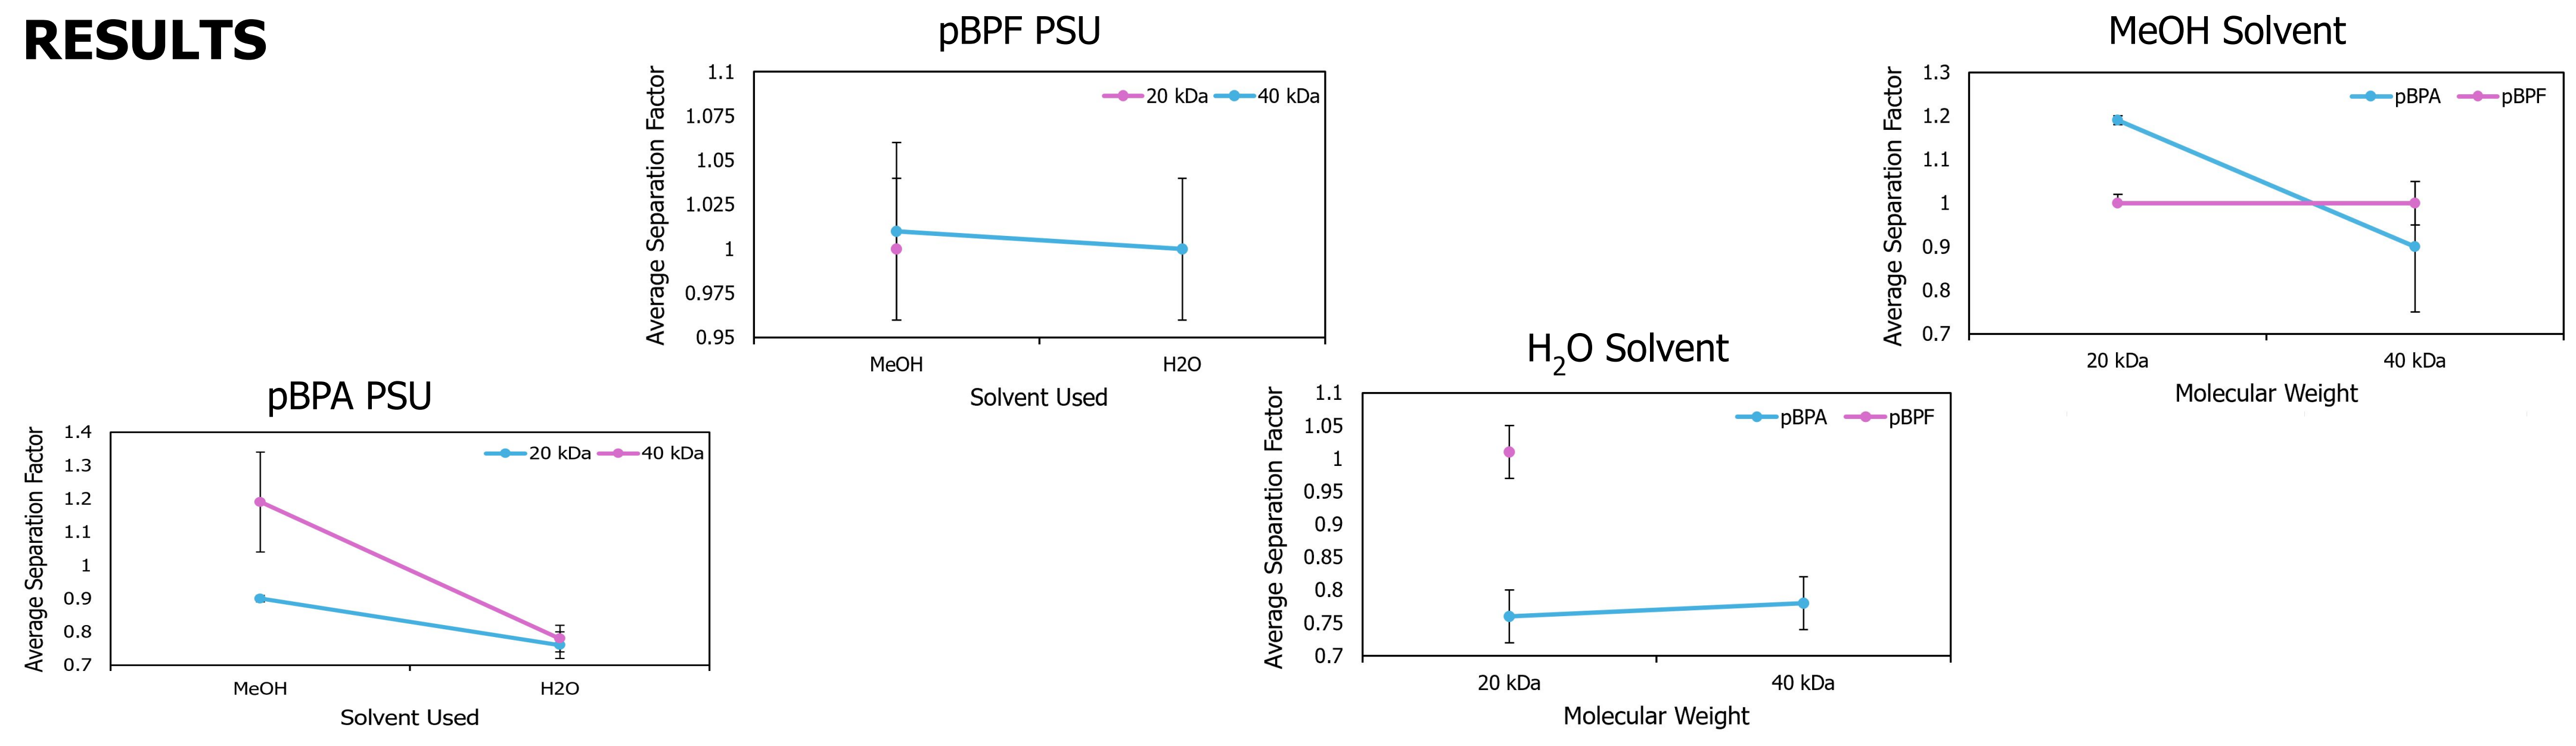 RESULTS
pBPF PSU
Average Separation Factor
1.1
1.075
1.05
1.025
1
0.975
0.95
20 kDa
40 kDa
MeOH
H2O
Solvent Used
MeOH Solvent
Average Separation Factor
1.3
1.2
1.1
1
0.9
0.8
0.7
pBPA
pBPF
20 kDa
40 kDa
Molecular Weight
pBPA PSU
Average Separation Factor
1.4
1.3
1.2
1.1
1
0.9
0.8
0.7
20 kDa
40 kDa
MeOH
H2O
Solvent Used
H2O Solvent
Average Separation Factor
1.1
1.05
1
0.95
0.9
0.85
0.8
0.75
0.7
pBPA
pBPF
20 kDa
40 kDa
Molecular Weight